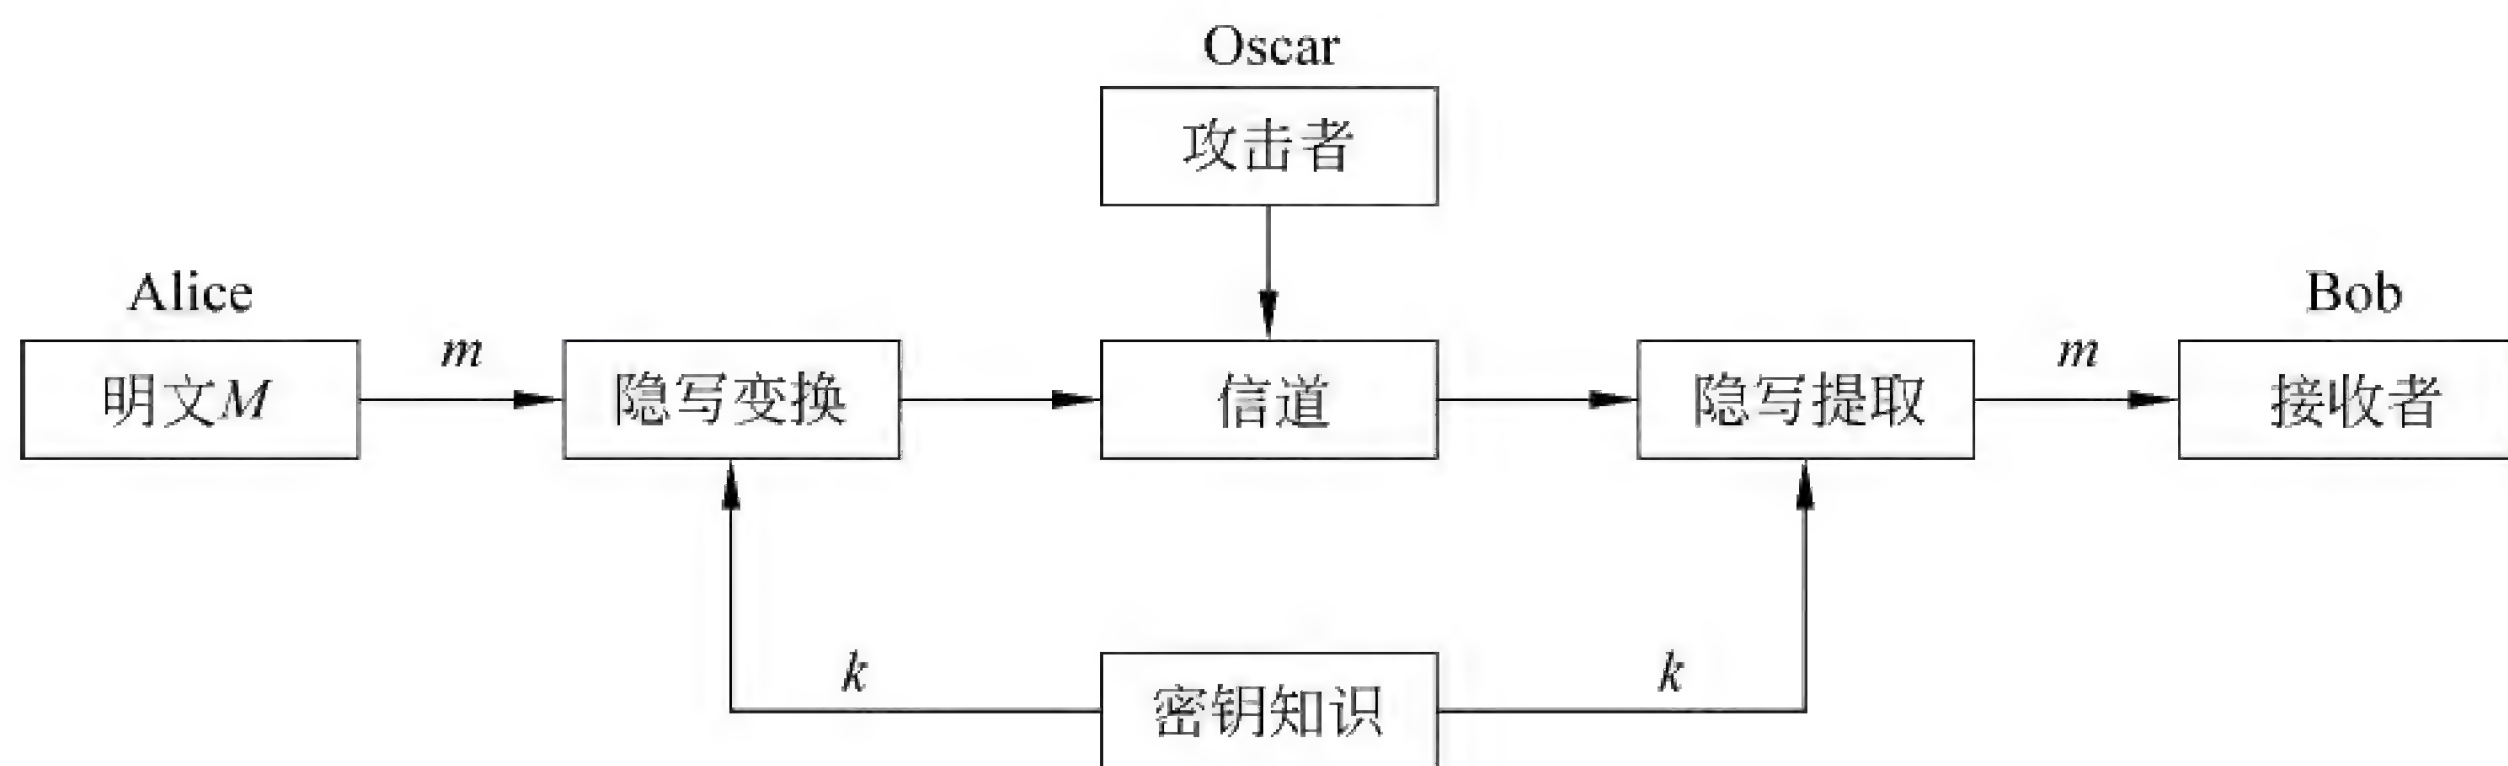 Oscar
攻击者
Alice
Bob
明文M
m
隐写变换
信道
隐写提取
m
接收者
k
密钥知识
k